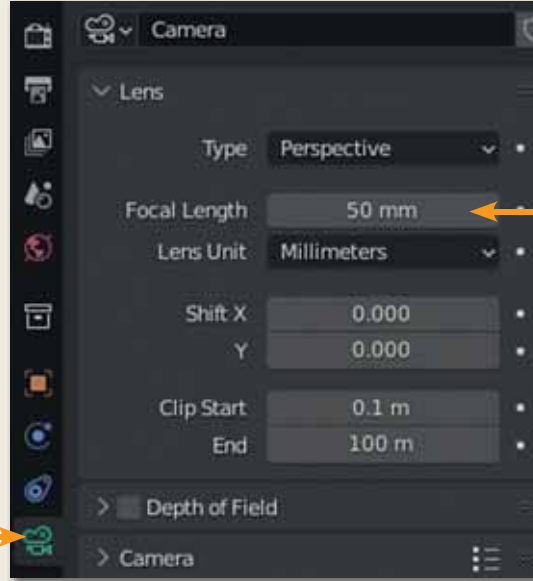 Camera
Lens
Type Perspective
Focal Length 50 mm
Lens Unit Millimeters
Shift X 0.000
Y 0.000
Clip Start 0.1 m
End 100 m
Depth of Field
Camera